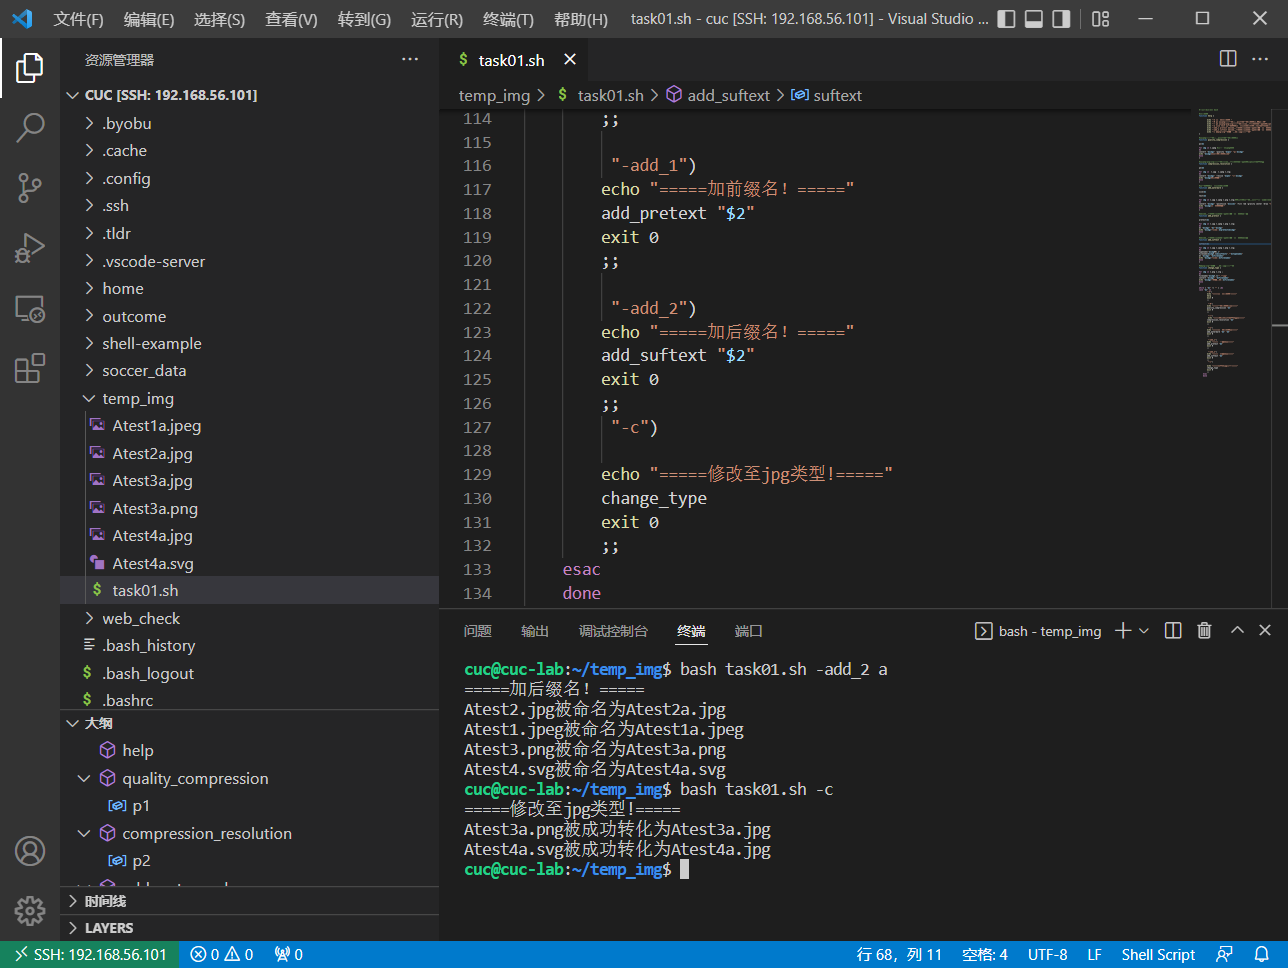 文件(F) 编辑(E) 选择(S) 查看(V) 转到(G) 运行(R) 终端(T) 帮助(H) task01.sh - cuc [SSH: 192.168.56.101] - Visual Studio ...
资源管理器
CUC [SSH: 192.168.56.101]
.byobu
.cache
.config
.ssh
.tldr
.vscode-server
home
outcome
shell-example
soccer_data
temp_img
Atest1a.jpeg
Atest2a.jpg
Atest3a.jpg
Atest3a.png
Atest4a.jpg
Atest4a.svg
$ task01.sh
web_check
.bash_history
$ .bash_logout
$ .bashrc
大纲
help
quality_compression
p1
compression_resolution
p2
时间线
LAYERS
$ task01.sh
temp_img > $ task01.sh > add_suftext > suftext
114 ;;
115
116 "-add_1")
117 echo "=====加前缀名! ====="
118 add_pretext "$2"
119 exit 0
120 ;;
121
122 "-add_2")
123 echo "=====加后缀名! ====="
124 add_suftext "$2"
125 exit 0
126 ;;
127 "-c")
128
129 echo "=====修改至jpg类型!====="
130 change_type
131 exit 0
132 ;;
133 esac
134 done
问题 输出 调试控制台 终端 端口 bash - temp_img
cuc@cuc-lab:~/temp_img$ bash task01.sh -add_2 a
=====加后缀名! =====
Atest2.jpg被命名为Atest2a.jpg
Atest1.jpeg被命名为Atest1a.jpeg
Atest3.png被命名为Atest3a.png
Atest4.svg被命名为Atest4a.svg
cuc@cuc-lab:~/temp_img$ bash task01.sh -c
=====修改至jpg类型!=====
Atest3a.png被成功转化为Atest3a.jpg
Atest4a.svg被成功转化为Atest4a.jpg
cuc@cuc-lab:~/temp_img$
SSH: 192.168.56.101 0 0 0 行 68，列 11 空格: 4 UTF-8 LF Shell Script